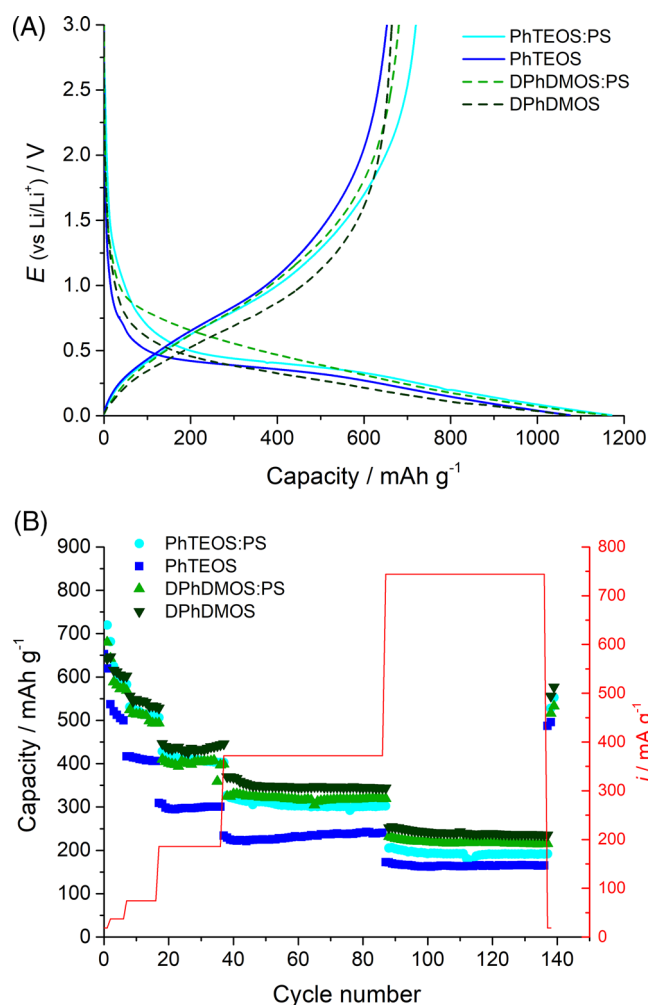 (A)
3.0
2.5
2.0
1.5
1.0
0.5
0.0
E (vs Li/Li⁺) / V
PhTEOS:PS
PhTEOS
DPhDMOS:PS
DPhDMOS
0 200 400 600 800 1000 1200
Capacity / mAh g⁻¹
(B)
900
800
700
600
500
400
300
200
100
0
Capacity / mAh g⁻¹
PhTEOS:PS
PhTEOS
DPhDMOS:PS
DPhDMOS
800
700
600
500
400
300
200
100
0
i / mA g⁻¹
0 20 40 60 80 100 120 140
Cycle number